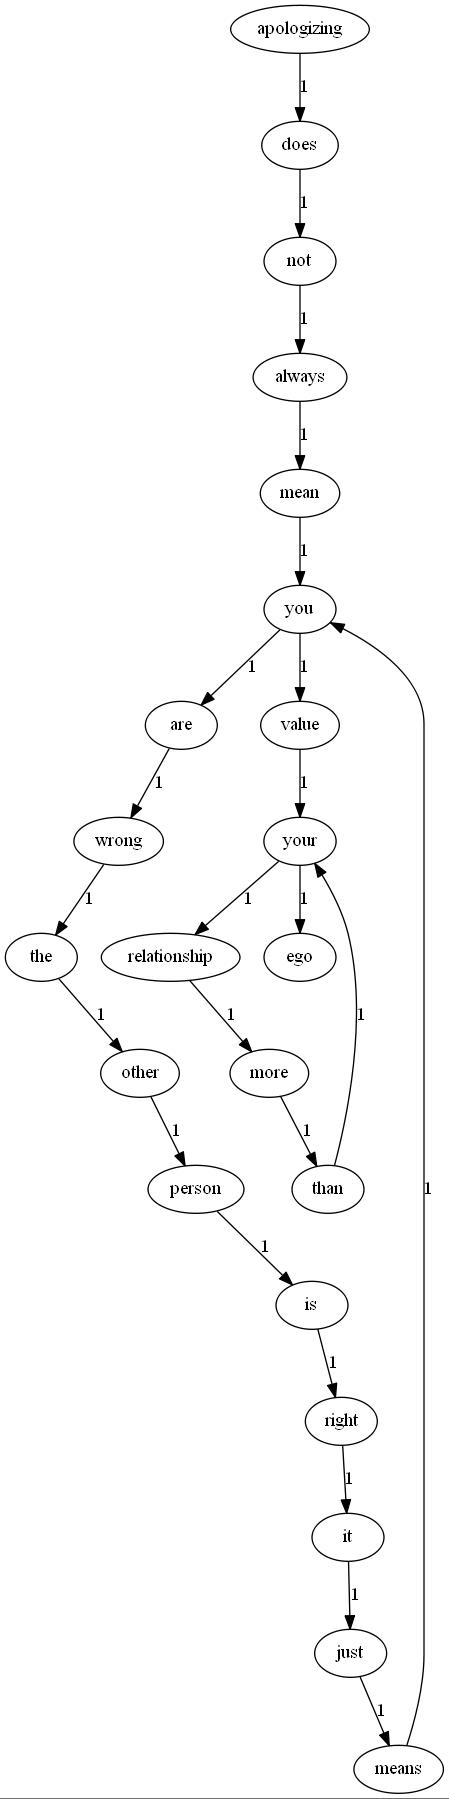 apologizing
1
does
1
not
1
always
1
mean
1
you
1 1
are value
1 1
wrong your
1 1 1
the relationship ego
1 1 1
other more
1 1
person than
1
1
is
1
right
1
it
1
just
1
means